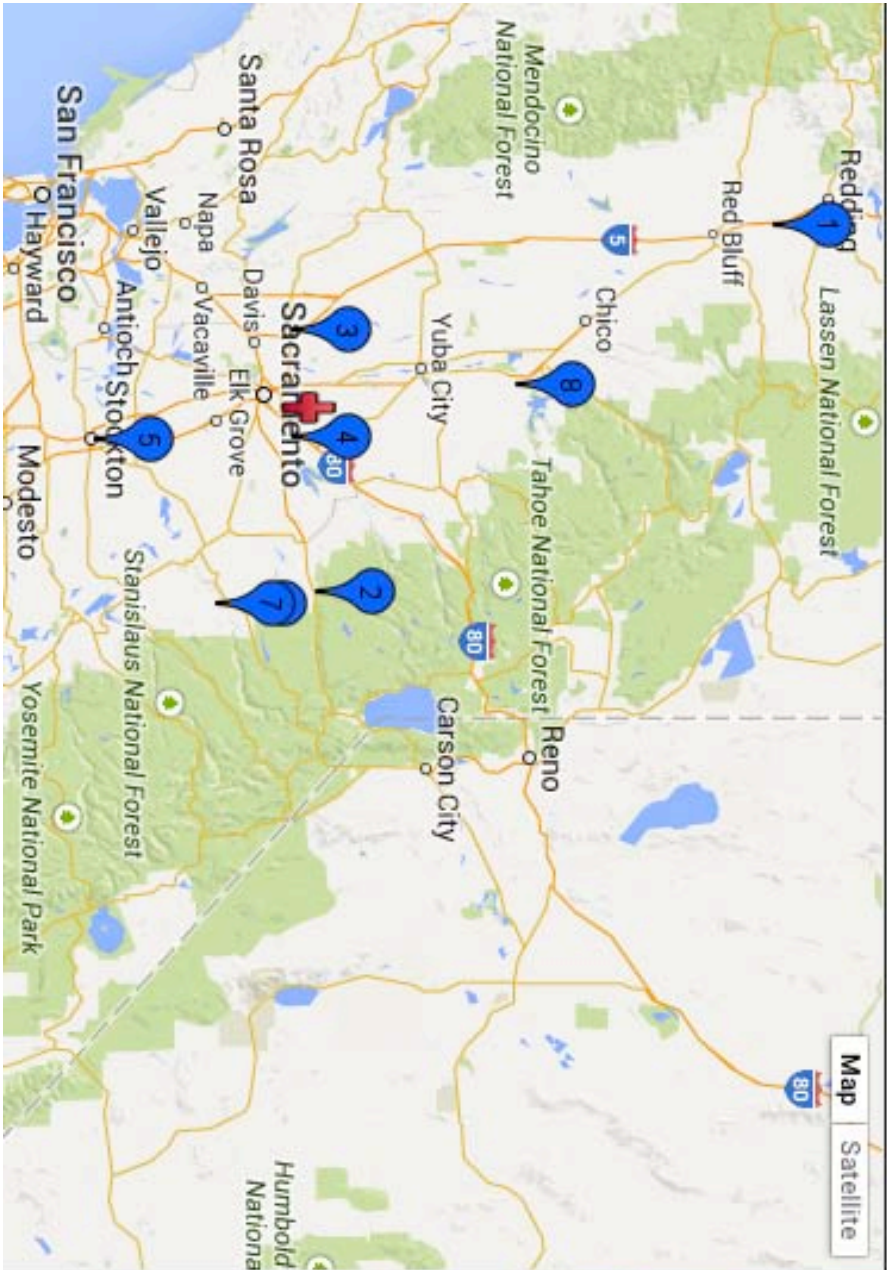 Map
Satellite
Redding
1
Lassen National Forest
80
Red Bluff
5
Chico
8
Reno
Mendocino
National Forest
Tahoe National Forest
80
Carson City
Yuba City
2
3
4
80
Sacramento
Humbold
Nationa
7
Santa Rosa
Davis
Elk Grove
Napa
Vacaville
Vallejo
5
Stanislaus National Forest
Antioch
Stockton
San Francisco
Hayward
Yosemite National Park
Modesto